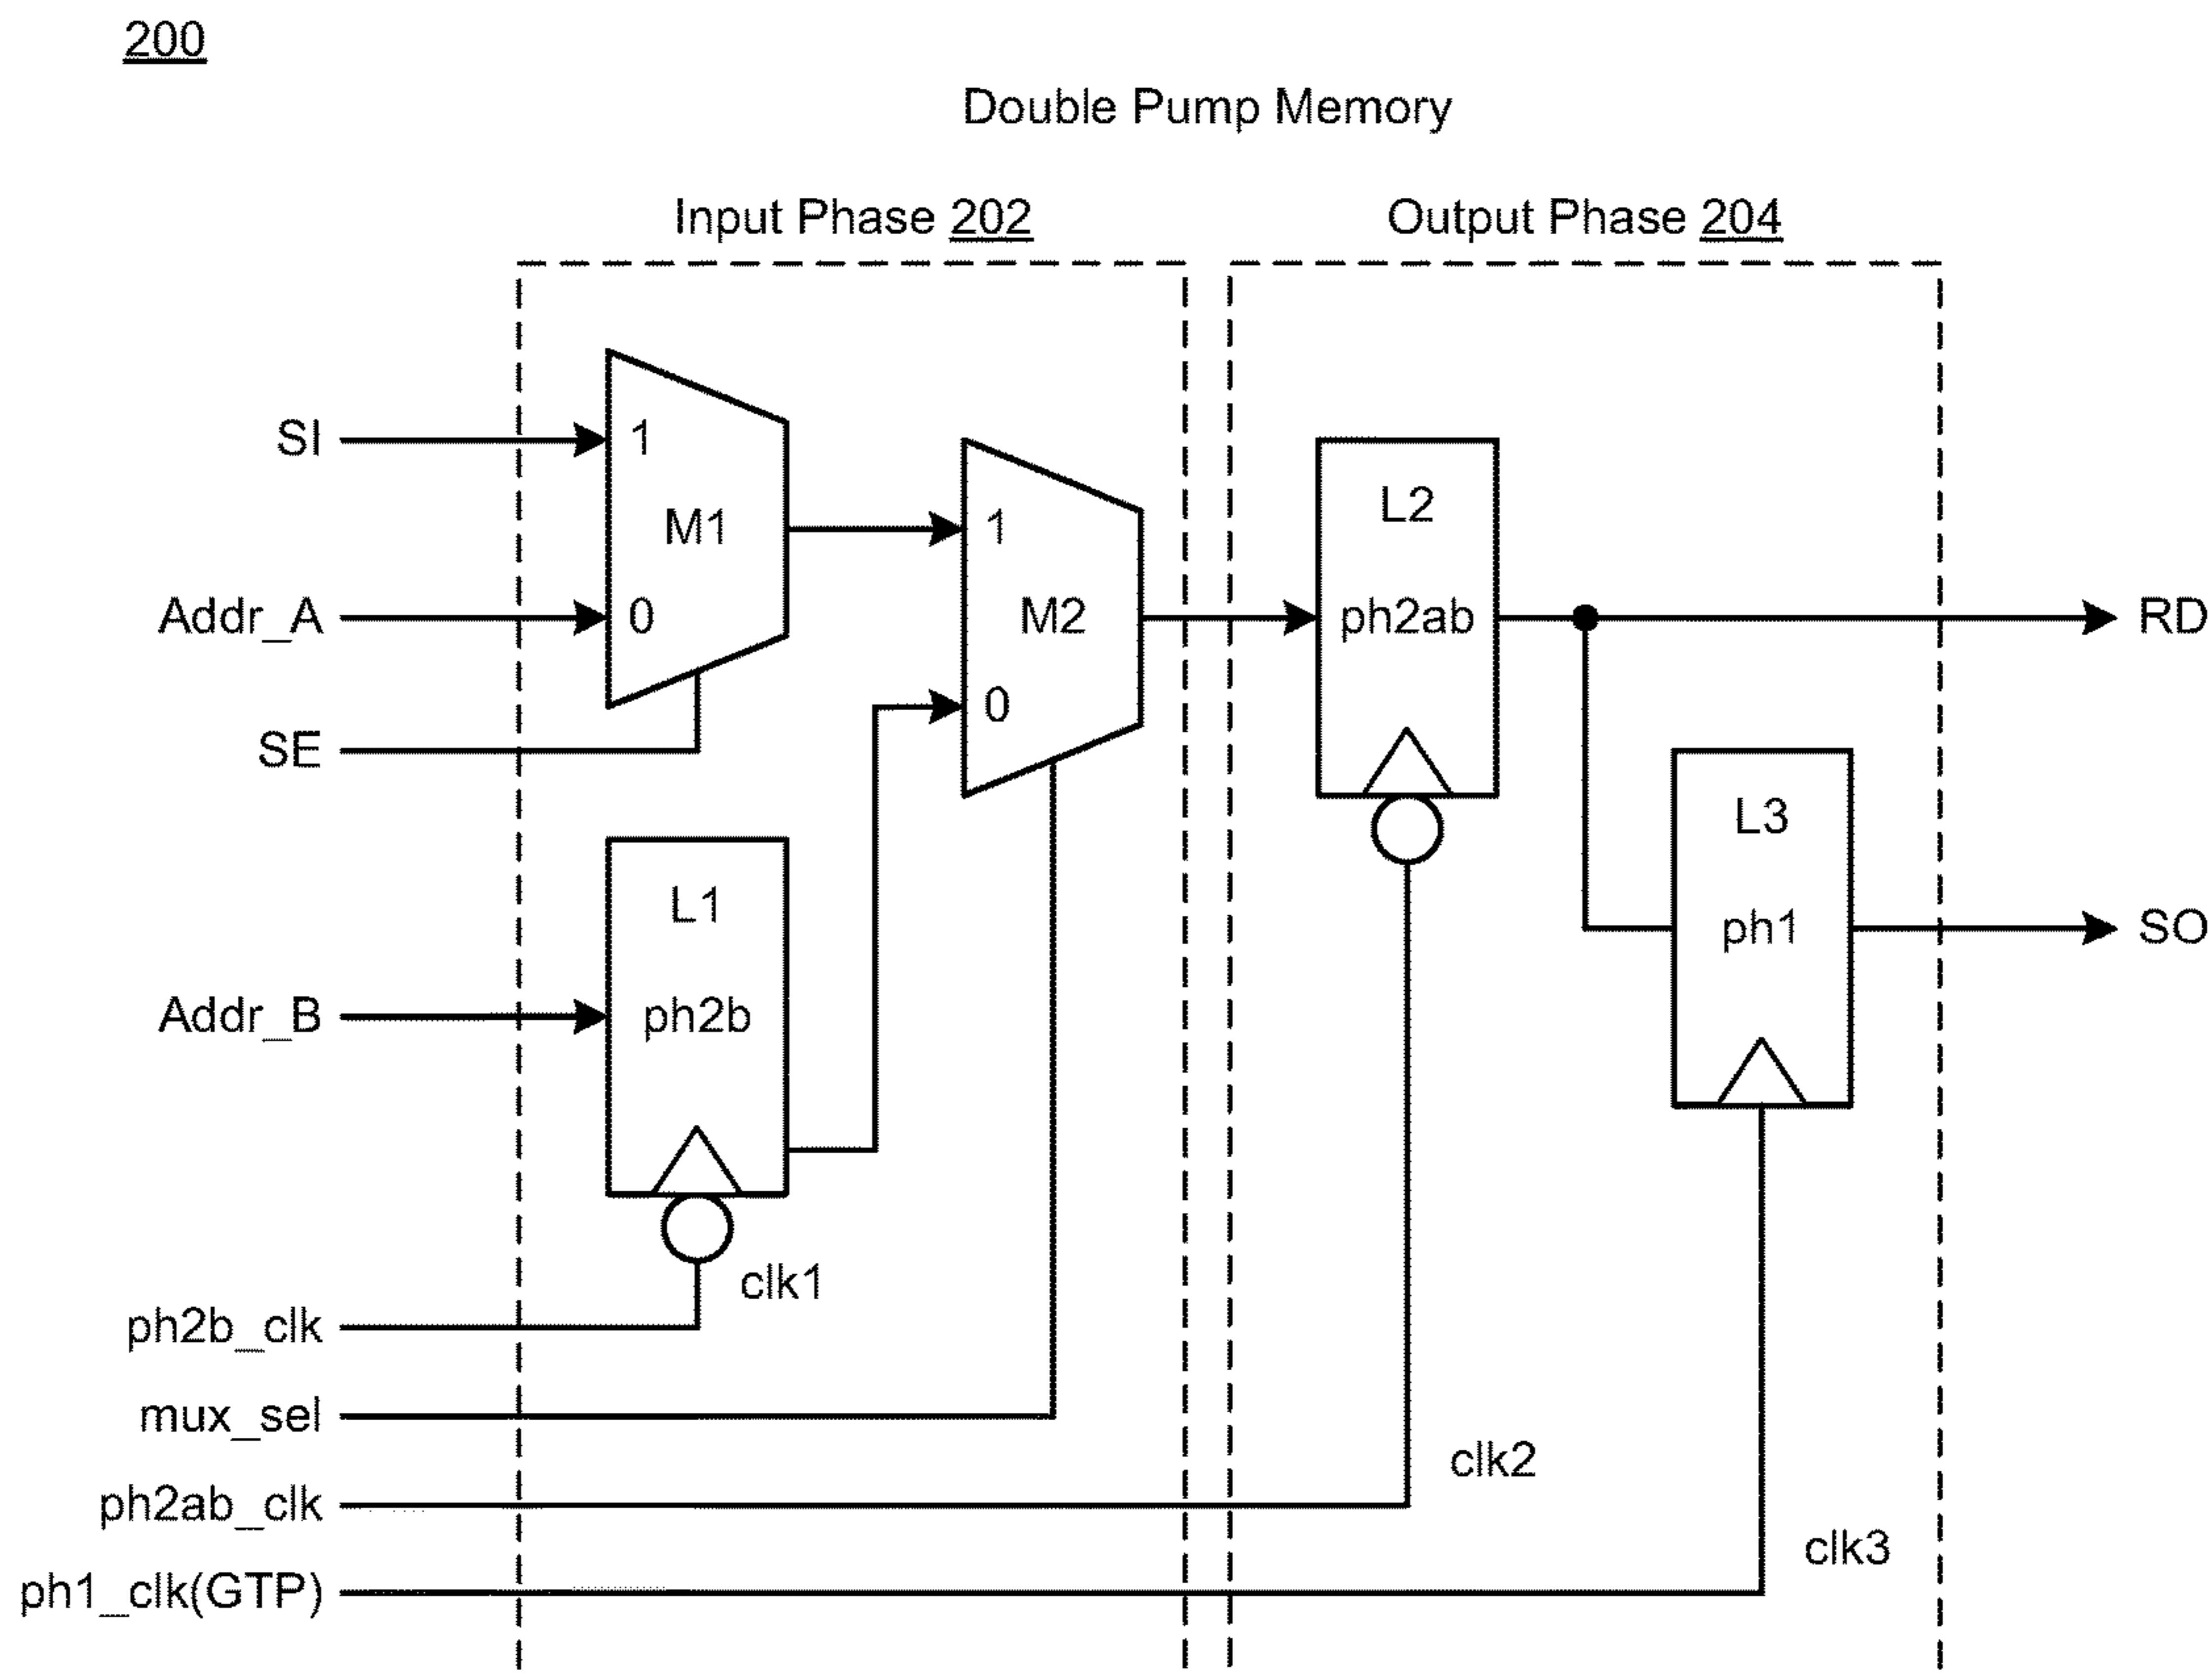 200
Double Pump Memory
Input Phase 202
Output Phase 204
SI
1
M1
Addr_A
0
SE
1
M2
0
L2
ph2ab
RD
L3
ph1
SO
L1
Addr_B
ph2b
clk1
ph2b_clk
mux_sel
clk2
ph2ab_clk
clk3
ph1_clk(GTP)